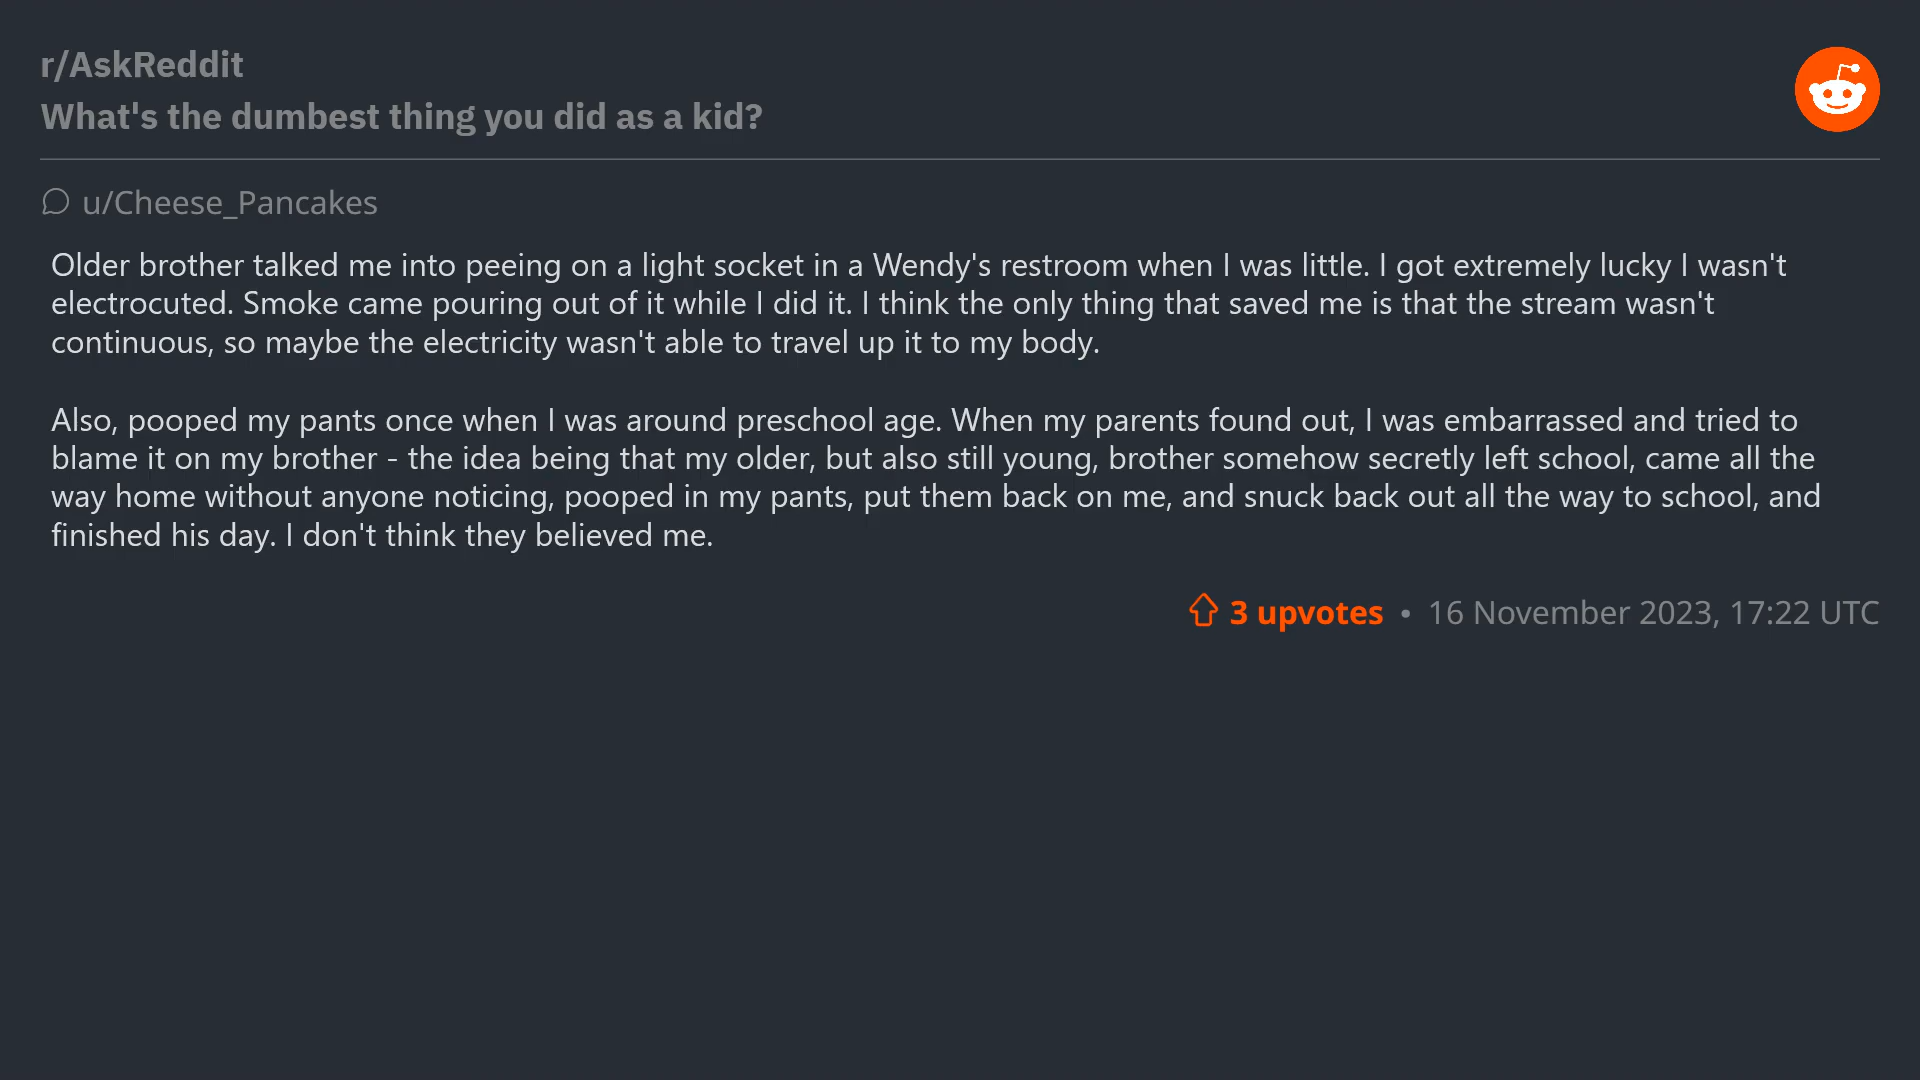 r/AskReddit
What's the dumbest thing you did as a kid?
u/Cheese_Pancakes
Older brother talked me into peeing on a light socket in a Wendy's restroom when I was little. I got extremely lucky I wasn't
electrocuted. Smoke came pouring out of it while I did it. I think the only thing that saved me is that the stream wasn't
continuous, so maybe the electricity wasn't able to travel up it to my body.
Also, pooped my pants once when I was around preschool age. When my parents found out, I was embarrassed and tried to
blame it on my brother - the idea being that my older, but also still young, brother somehow secretly left school, came all the
way home without anyone noticing, pooped in my pants, put them back on me, and snuck back out all the way to school, and
finished his day. I don't think they believed me.
3 upvotes • 16 November 2023, 17:22 UTC